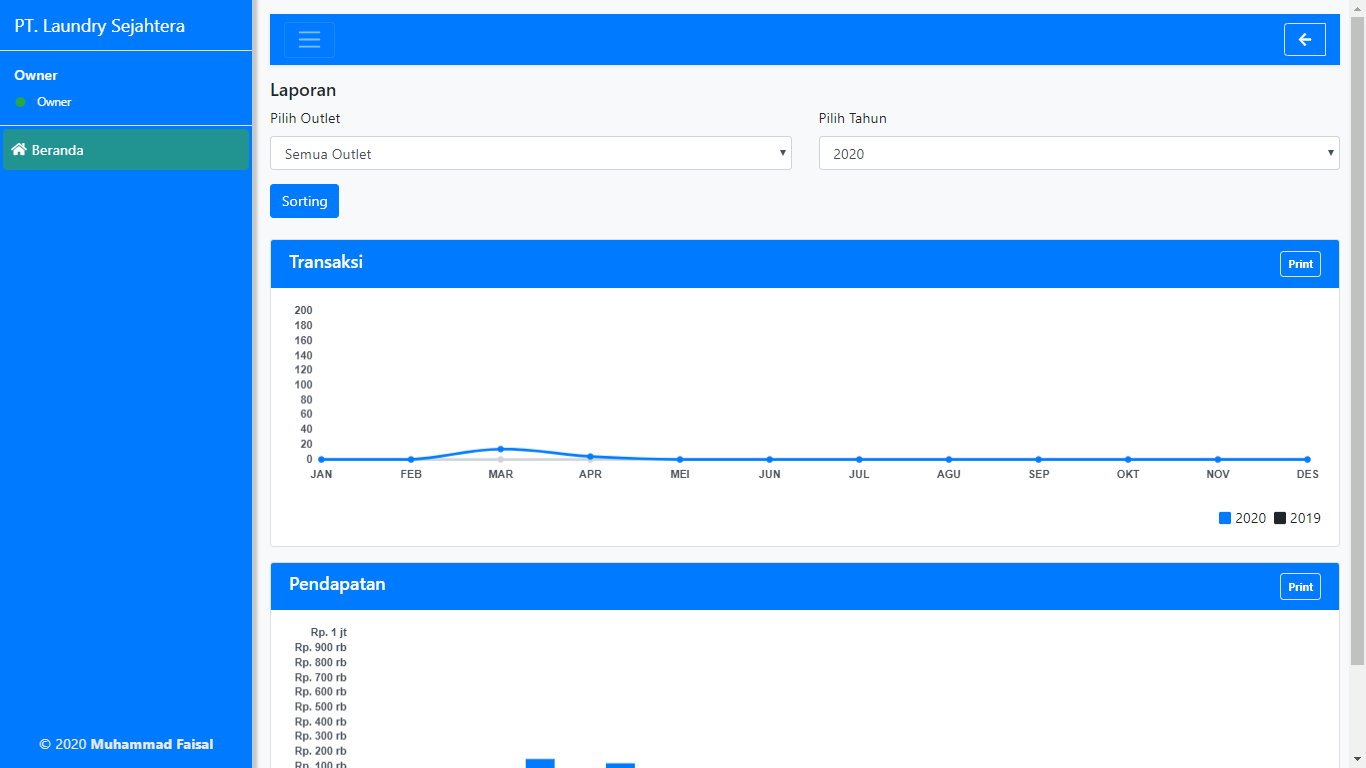 PT. Laundry Sejahtera
Owner
Owner
Beranda
© 2020 Muhammad Faisal
Laporan
Pilih Outlet
Pilih Tahun
Semua Outlet
2020
Sorting
Transaksi
Print
200
180
160
140
120
100
80
60
40
20
0
JAN FEB MAR APR MEI JUN JUL AGU SEP OKT NOV DES
2020 2019
Pendapatan
Print
Rp. 1 jt
Rp. 900 rb
Rp. 800 rb
Rp. 700 rb
Rp. 600 rb
Rp. 500 rb
Rp. 400 rb
Rp. 300 rb
Rp. 200 rb
Rp. 100 rb